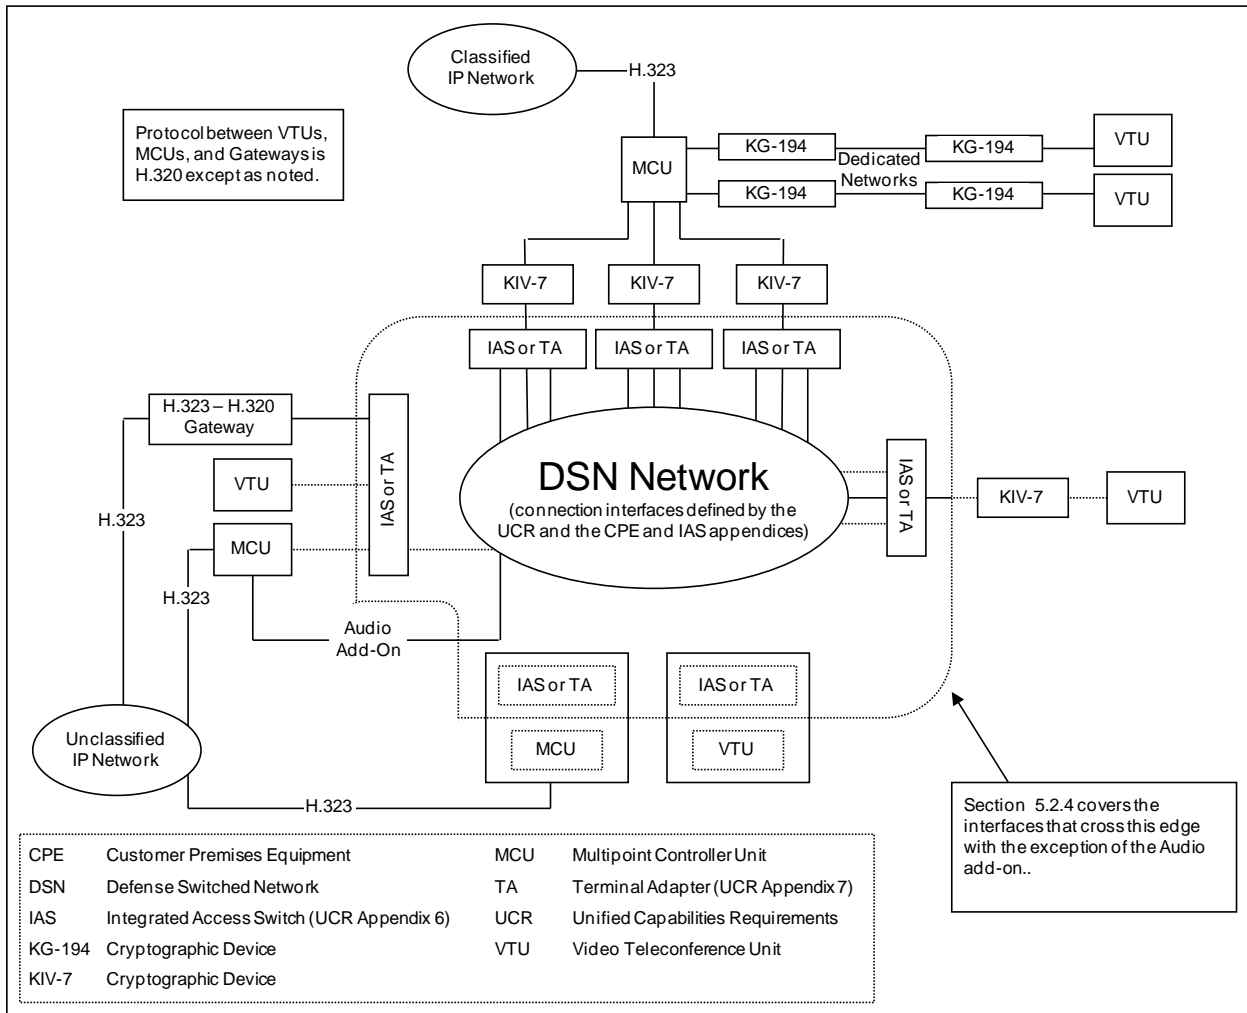 Classified
IP Network
H.323
Protocol between VTUs,
MCUs, and Gateways is
H.320 except as noted.
MCU
KG-194
KG-194
VTU
Dedicated
Networks
KG-194
KG-194
VTU
KIV-7
KIV-7
KIV-7
IAS or TA
IAS or TA
IAS or TA
H.323 – H.320
Gateway
VTU
MCU
IAS or TA
H.323
H.323
DSN Network
(connection interfaces defined by the
UCR and the CPE and IAS appendices)
IAS or TA
KIV-7
VTU
Audio
Add-On
IAS or TA
MCU
IAS or TA
VTU
Unclassified
IP Network
H.323
Section 5.2.4 covers the
interfaces that cross this edge
with the exception of the Audio
add-on..
CPE Customer Premises Equipment
DSN Defense Switched Network
IAS Integrated Access Switch (UCR Appendix 6)
KG-194 Cryptographic Device
KIV-7 Cryptographic Device
MCU Multipoint Controller Unit
TA Terminal Adapter (UCR Appendix 7)
UCR Unified Capabilities Requirements
VTU Video Teleconference Unit